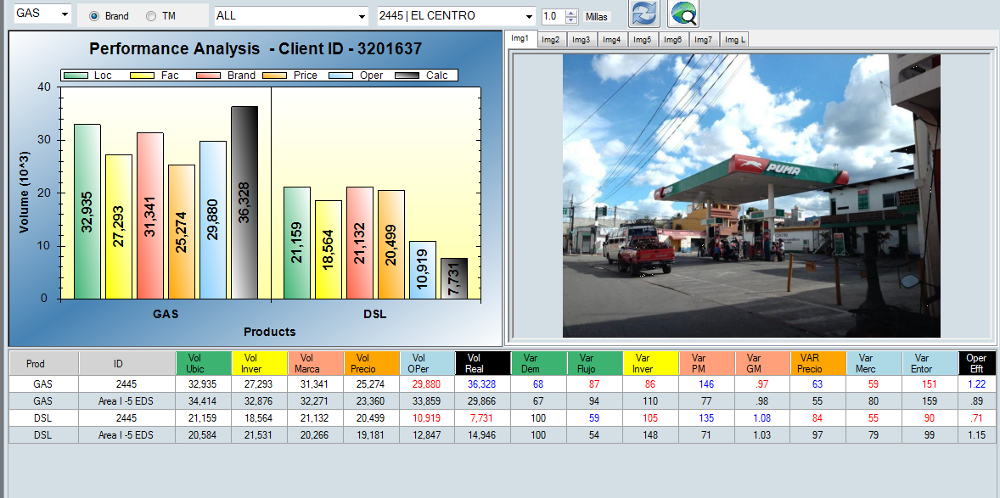 GAS Brand TM ALL 2445 | EL CENTRO 1.0 Millas
Performance Analysis - Client ID - 3201637
Loc Fac Brand Price Oper Calc
Volume (10^3)
40
30
20
10
0
32,935 27,293 31,341 25,274 29,880 36,328 21,159 18,564 21,132 20,499 10,919 7,731
GAS DSL
Products
Img1 Img2 Img3 Img4 Img5 Img6 Img7 Img L
PUMA
Prod ID Vol Ubic Vol Inver Vol Marca Vol Precio Vol OPer Vol Real Var Dem Var Flujo Var Inver Var PM Var GM VAR Precio Var Merc Var Entor Oper Efft
GAS 2445 32,935 27,293 31,341 25,274 29,880 36,328 68 87 86 146 .97 63 59 151 1.22
GAS Area I -5 EDS 34,414 32,876 32,271 23,360 33,859 29,866 67 94 110 77 .98 55 80 159 .89
DSL 2445 21,159 18,564 21,132 20,499 10,919 7,731 100 59 105 135 1.08 84 55 90 .71
DSL Area I -5 EDS 20,584 21,531 20,266 19,181 12,847 14,946 100 54 148 71 1.03 97 79 99 1.15